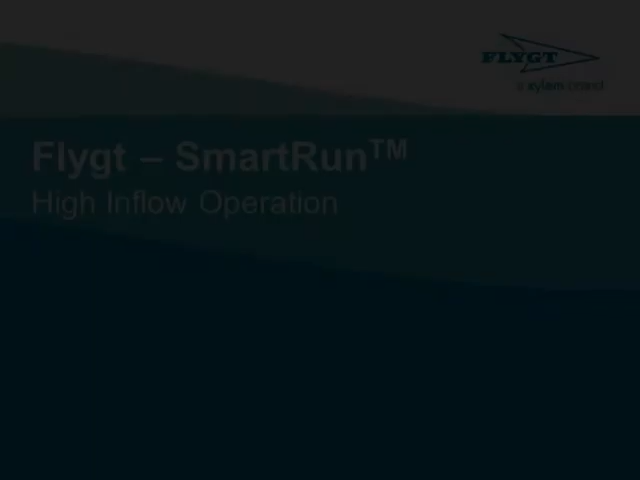 FLYGT
a xylem brand
Flygt – SmartRun™
High Inflow Operation